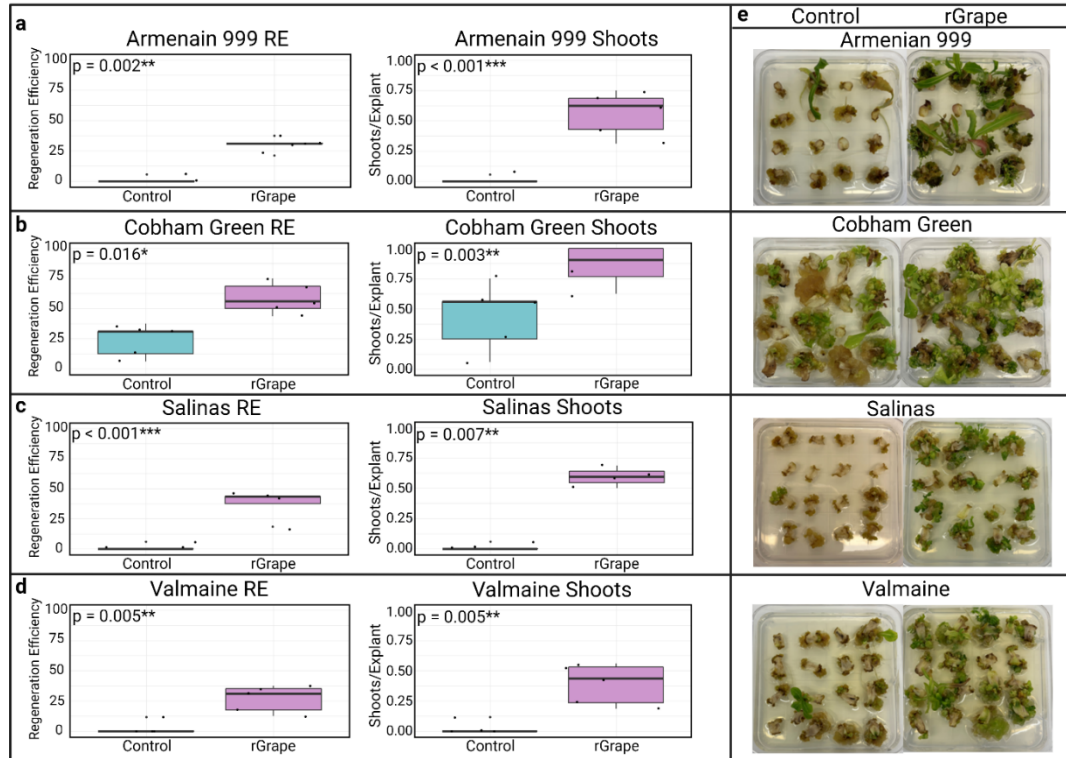 a
Armenain 999 RE
p = 0.002**
Regeneration Efficiency
100
75
50
25
0
Control rGrape
Armenain 999 Shoots
p < 0.001***
Shoots/Explant
1.00
0.75
0.50
0.25
0.00
Control rGrape
b
Cobham Green RE
p = 0.016*
Regeneration Efficiency
100
75
50
25
0
Control rGrape
Cobham Green Shoots
p = 0.003**
Shoots/Explant
1.00
0.75
0.50
0.25
0.00
Control rGrape
c
Salinas RE
p < 0.001***
Regeneration Efficiency
100
75
50
25
0
Control rGrape
Salinas Shoots
p = 0.007**
Shoots/Explant
1.00
0.75
0.50
0.25
0.00
Control rGrape
d
Valmaine RE
p = 0.005**
Regeneration Efficiency
100
75
50
25
0
Control rGrape
Valmaine Shoots
p = 0.005**
Shoots/Explant
1.00
0.75
0.50
0.25
0.00
Control rGrape
e
Control rGrape
Armenian 999
Cobham Green
Salinas
Valmaine